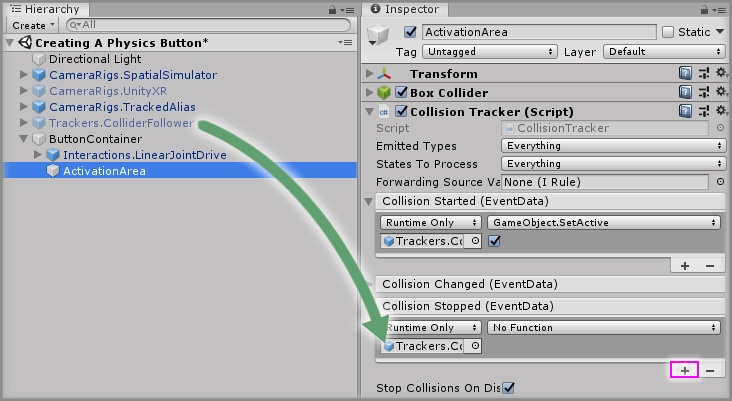 Hierarchy
Create
All
Creating A Physics Button*
Directional Light
CameraRigs.SpatialSimulator
CameraRigs.UnityXR
CameraRigs.TrackedAlias
Trackers.ColliderFollower
ButtonContainer
Interactions.LinearJointDrive
ActivationArea
Inspector
ActivationArea
Static
Tag Untagged Layer Default
Transform
Box Collider
Collision Tracker (Script)
Script CollisionTracker
Emitted Types Everything
States To Process Everything
Forwarding Source Va None (I Rule)
Collision Started (EventData)
Runtime Only GameObject.SetActive
Trackers.Co
Collision Changed (EventData)
Collision Stopped (EventData)
Runtime Only No Function
Trackers.Co
Stop Collisions On Dis